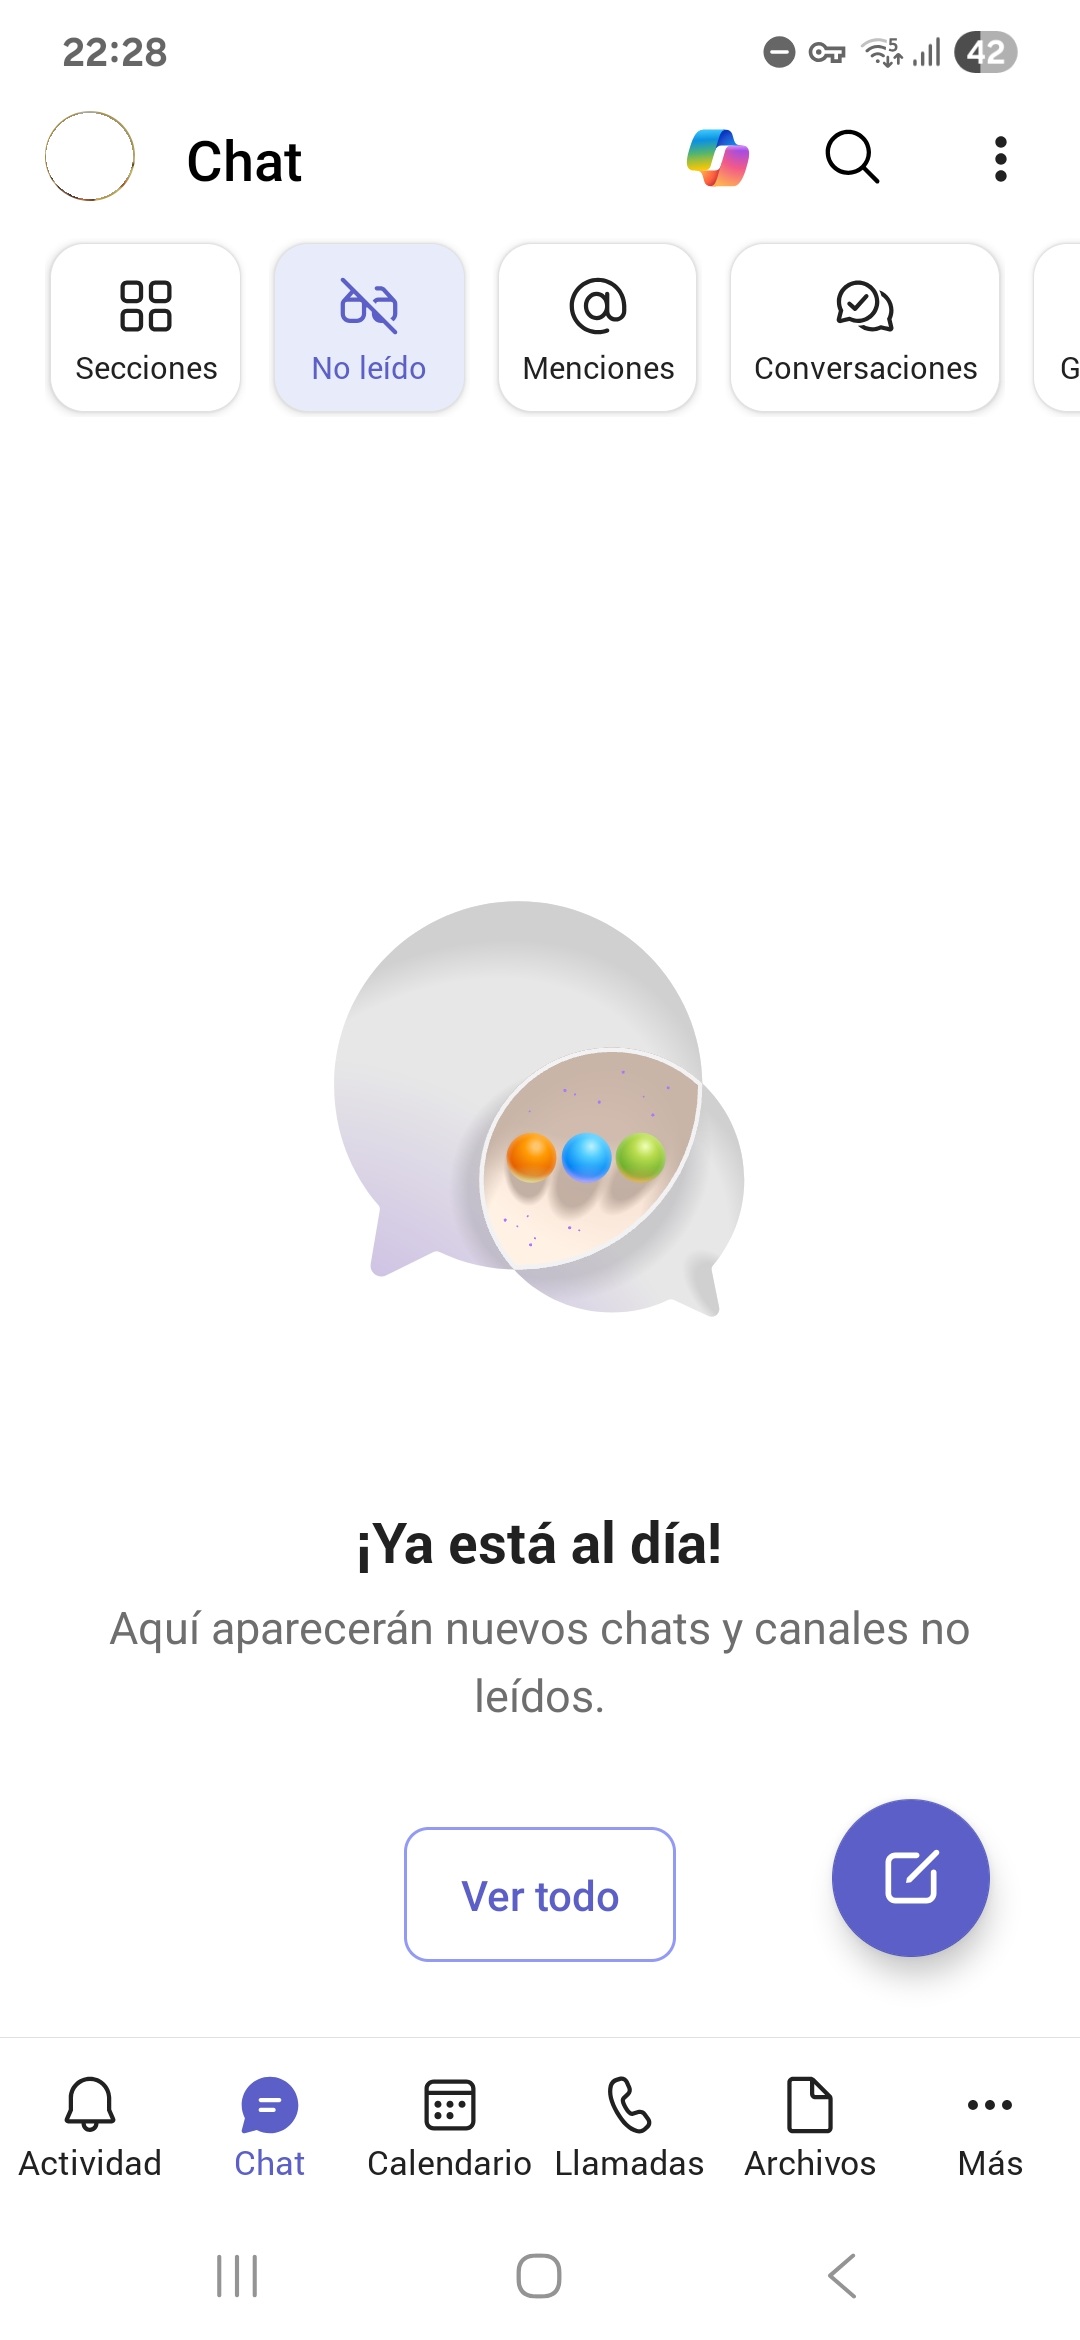 22:28
5
42
Chat
Secciones
No leído
Menciones
Conversaciones
G
¡Ya está al día!
Aquí aparecerán nuevos chats y canales no
leídos.
Ver todo
Actividad
Chat
Calendario
Llamadas
Archivos
Más